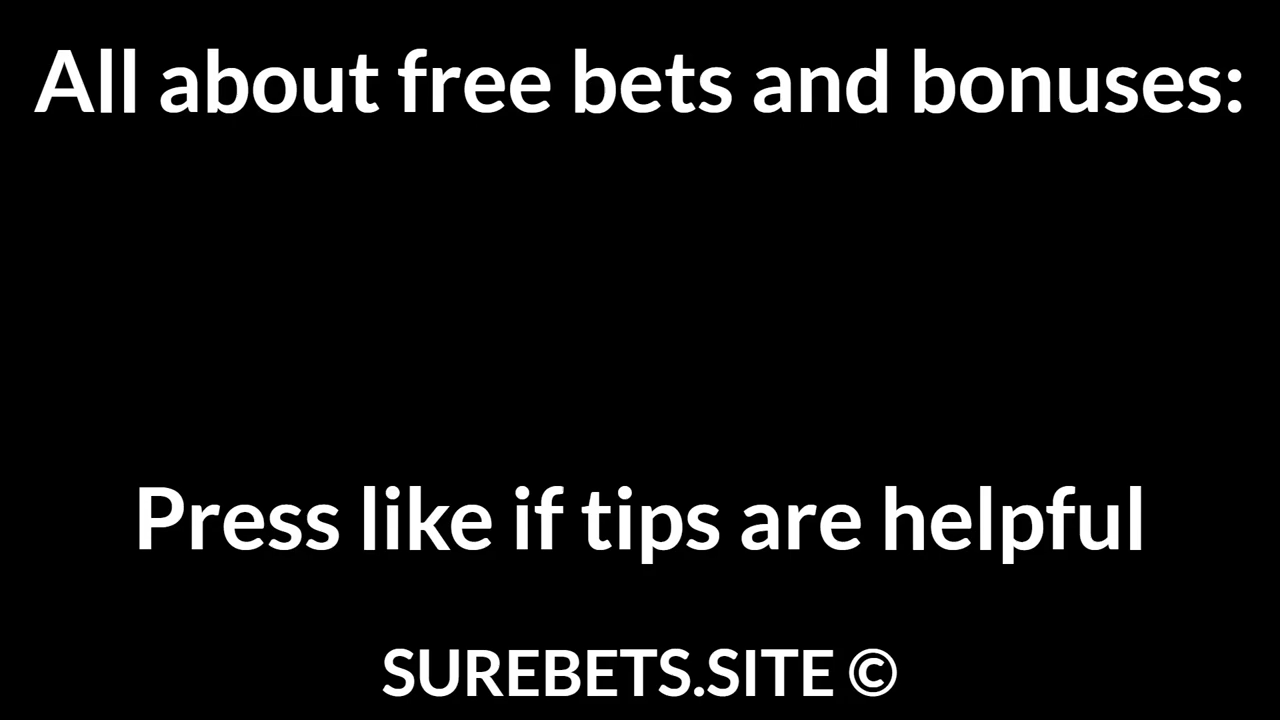 All about free bets and bonuses:
Press like if tips are helpful
SUREBETS.SITE ©